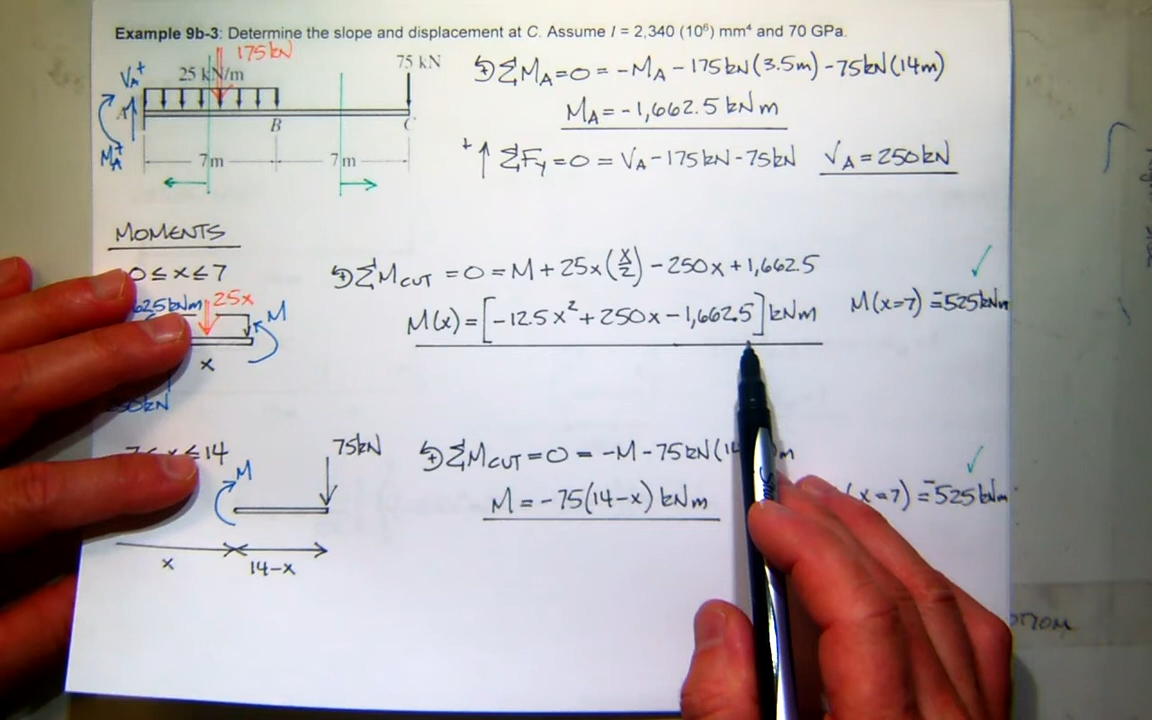 Example 9b-3: Determine the slope and displacement at C. Assume I = 2,340 (10⁶) mm⁴ and 70 GPa.
175kN
VA+
25 kN/m
75 kN
A
MA+
B
C
7 m
7 m
↺ ΣMA=0 = -MA - 175kN(3.5m) - 75kN(14m)
MA = -1,662.5 kNm
+↑ ΣFy=0 = VA - 175kN - 75kN VA = 250kN
MOMENTS
0 ≤ x ≤ 7
↺ ΣMCUT = 0 = M + 25x(x/2) - 250x + 1,662.5
✓
25x
M
x
M(x) = [-12.5x² + 250x - 1,662.5] kNm
M(x=7) = -525kNm
≤ 14
M
75kN
↺ ΣMCUT = 0 = -M - 75kN(14
✓
M = -75(14-x) kNm
(x=7) = -525kNm
x
14-x